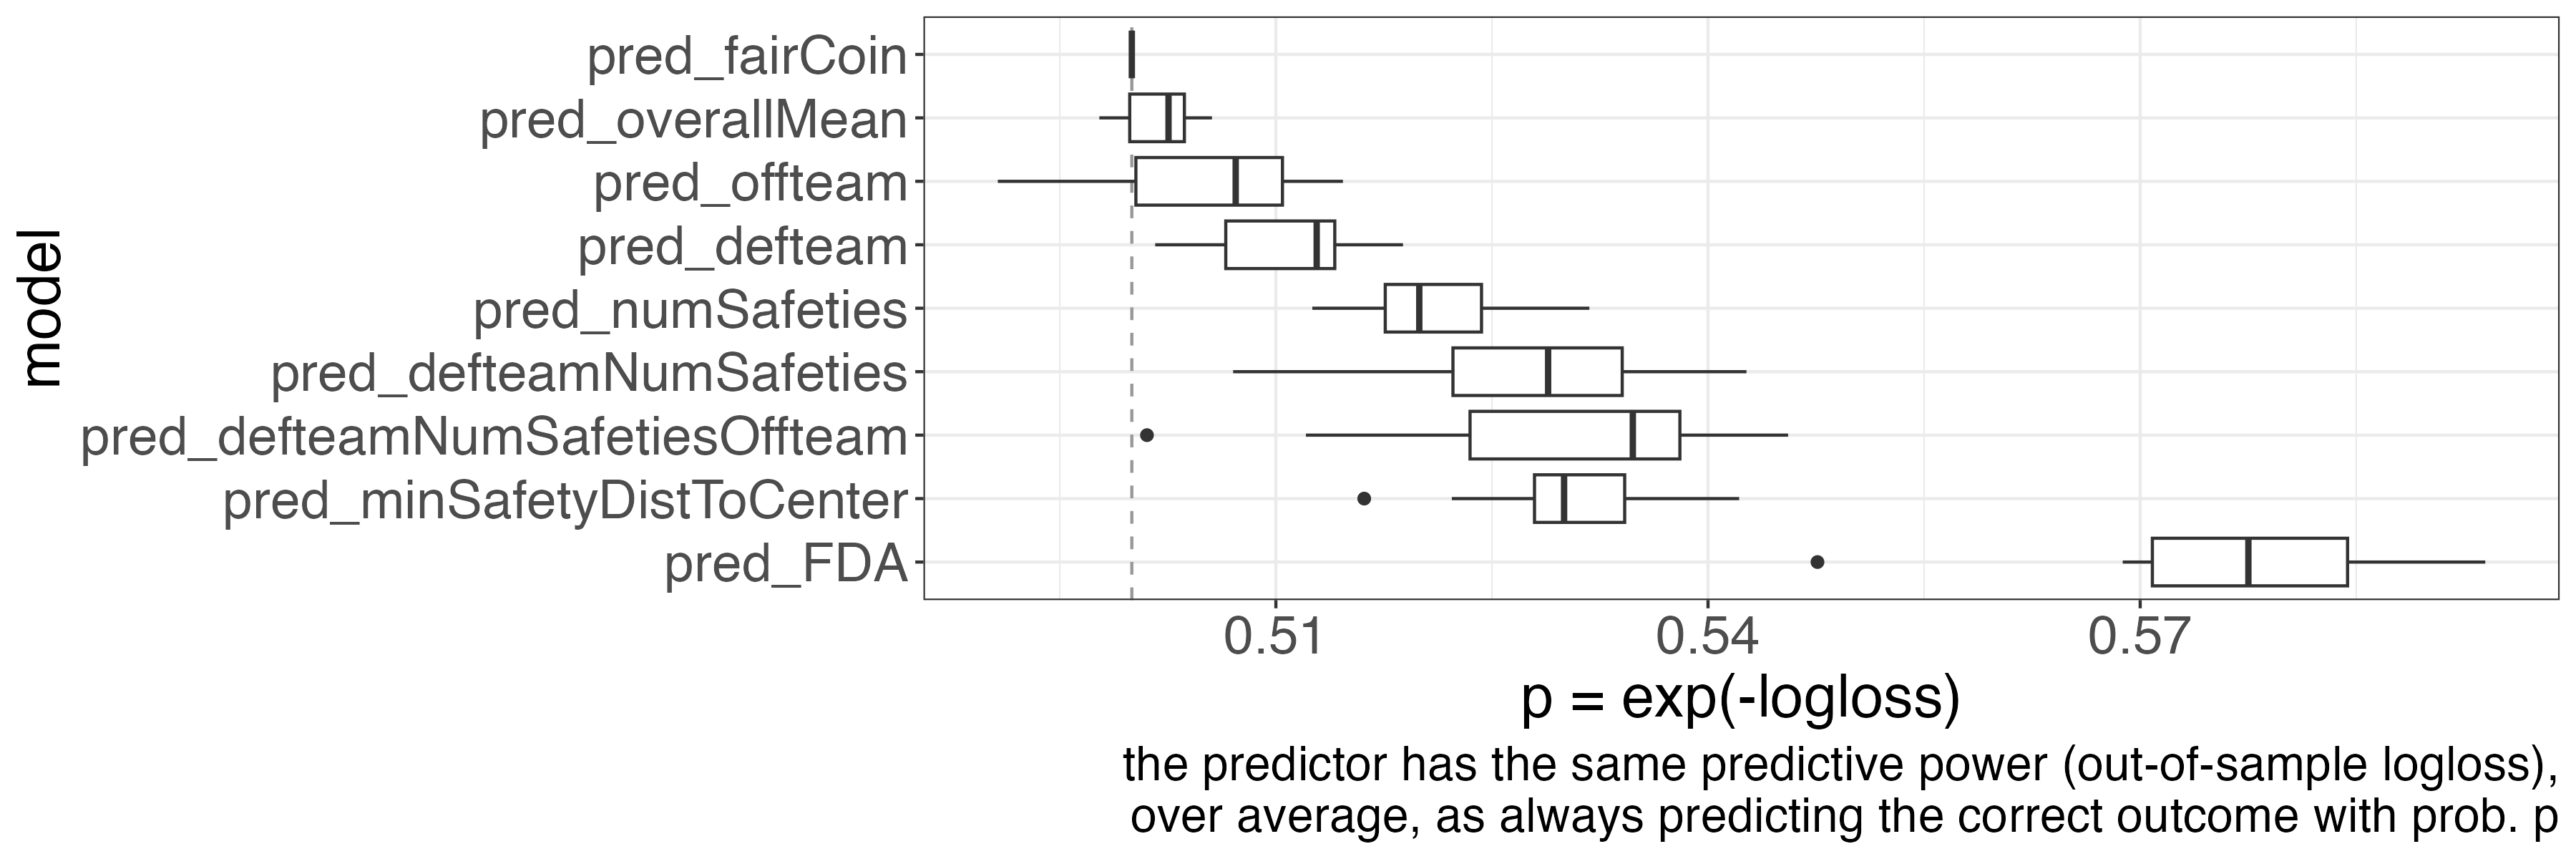 model
pred_fairCoin
pred_overallMean
pred_offteam
pred_defteam
pred_numSafeties
pred_defteamNumSafeties
pred_defteamNumSafetiesOffteam
pred_minSafetyDistToCenter
pred_FDA
0.51 0.54 0.57
p = exp(-logloss)
the predictor has the same predictive power (out-of-sample logloss),
over average, as always predicting the correct outcome with prob. p